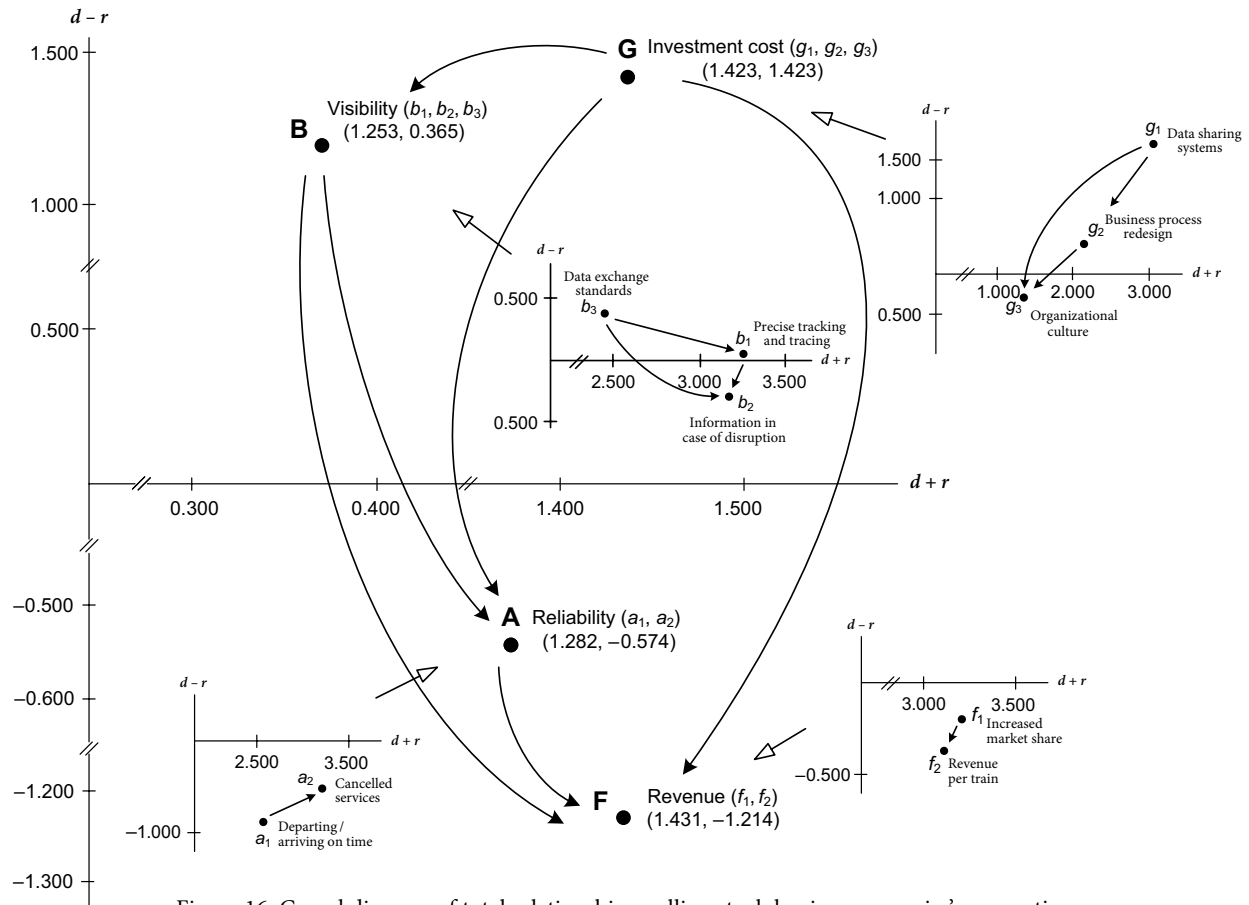 d – r
1.500
1.000
0.500
–0.500
–0.600
–1.200
–1.300
0.300
0.400
1.400
1.500
d + r
G
Investment cost (g1, g2, g3)
(1.423, 1.423)
Visibility (b1, b2, b3)
B
(1.253, 0.365)
d – r
1.500
1.000
0.500
g1
Data sharing
systems
g2
Business process
redesign
d + r
1.000
2.000
3.000
g3
Organizational
culture
d – r
Data exchange
standards
0.500
b3
b1
Precise tracking
and tracing
d + r
2.500
3.000
3.500
b2
0.500
Information in
case of disruption
A
Reliability (a1, a2)
(1.282, –0.574)
d – r
d + r
2.500
3.500
a2
Cancelled
services
–1.000
a1
Departing /
arriving on time
d – r
d + r
3.000
3.500
f1
Increased
market share
f2
Revenue
per train
–0.500
F
Revenue (f1, f2)
(1.431, –1.214)